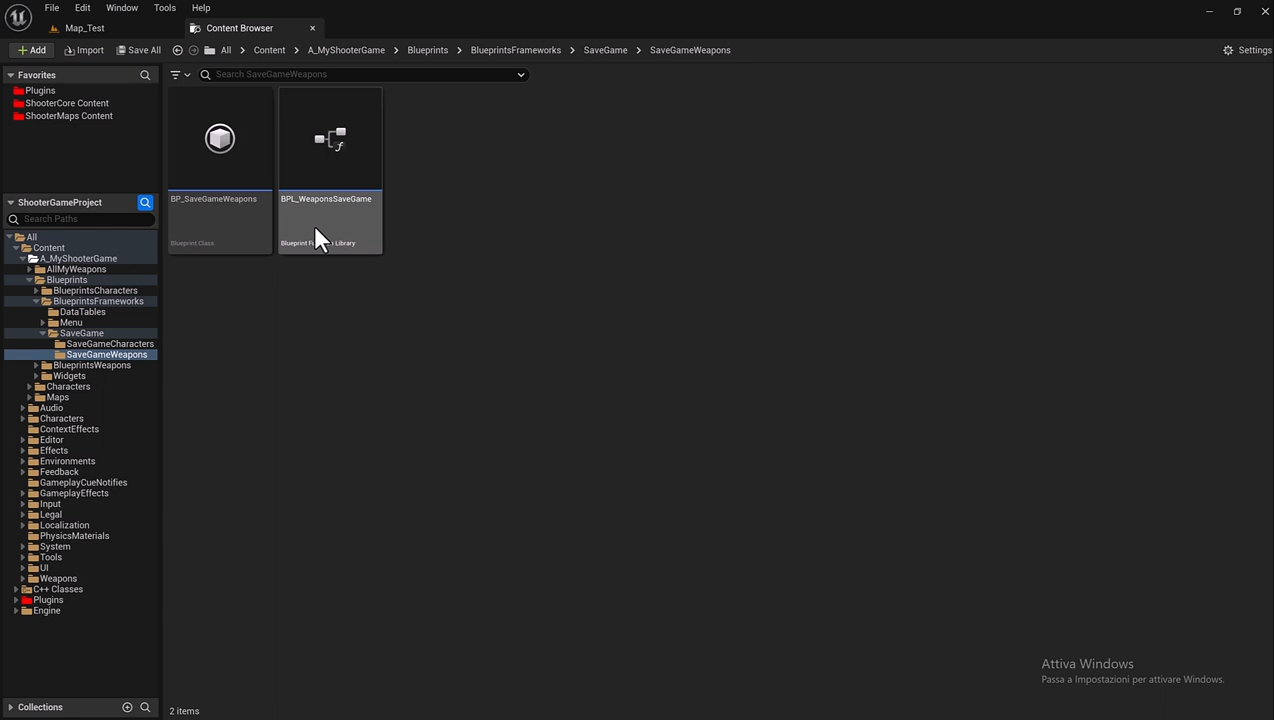 File Edit Window Tools Help
Map_Test
Content Browser
Add Import Save All All Content A_MyShooterGame Blueprints BlueprintsFrameworks SaveGame SaveGameWeapons Settings
Favorites
Plugins
ShooterCore Content
ShooterMaps Content
Search SaveGameWeapons
BP_SaveGameWeapons
Blueprint Class
BPL_WeaponsSaveGame
Blueprint Library
ShooterGameProject
Search Paths
All
Content
A_MyShooterGame
AllMyWeapons
Blueprints
BlueprintsCharacters
BlueprintsFrameworks
DataTables
Menu
SaveGame
SaveGameCharacters
SaveGameWeapons
BlueprintsWeapons
Widgets
Characters
Maps
Audio
Characters
ContextEffects
Editor
Effects
Environments
Feedback
GameplayCueNotifies
GameplayEffects
Input
Legal
Localization
PhysicsMaterials
System
Tools
UI
Weapons
C++ Classes
Plugins
Engine
Collections
2 items
Attiva Windows
Passa a Impostazioni per attivare Windows.